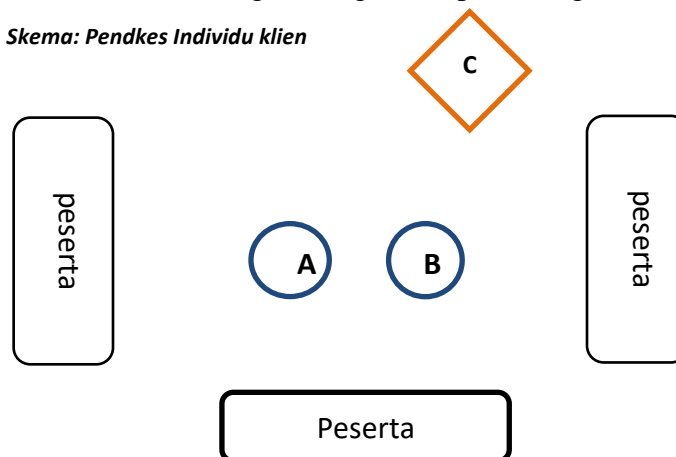 Skema: Pendkes Individu klien
C
peserta
A
B
peserta
Peserta